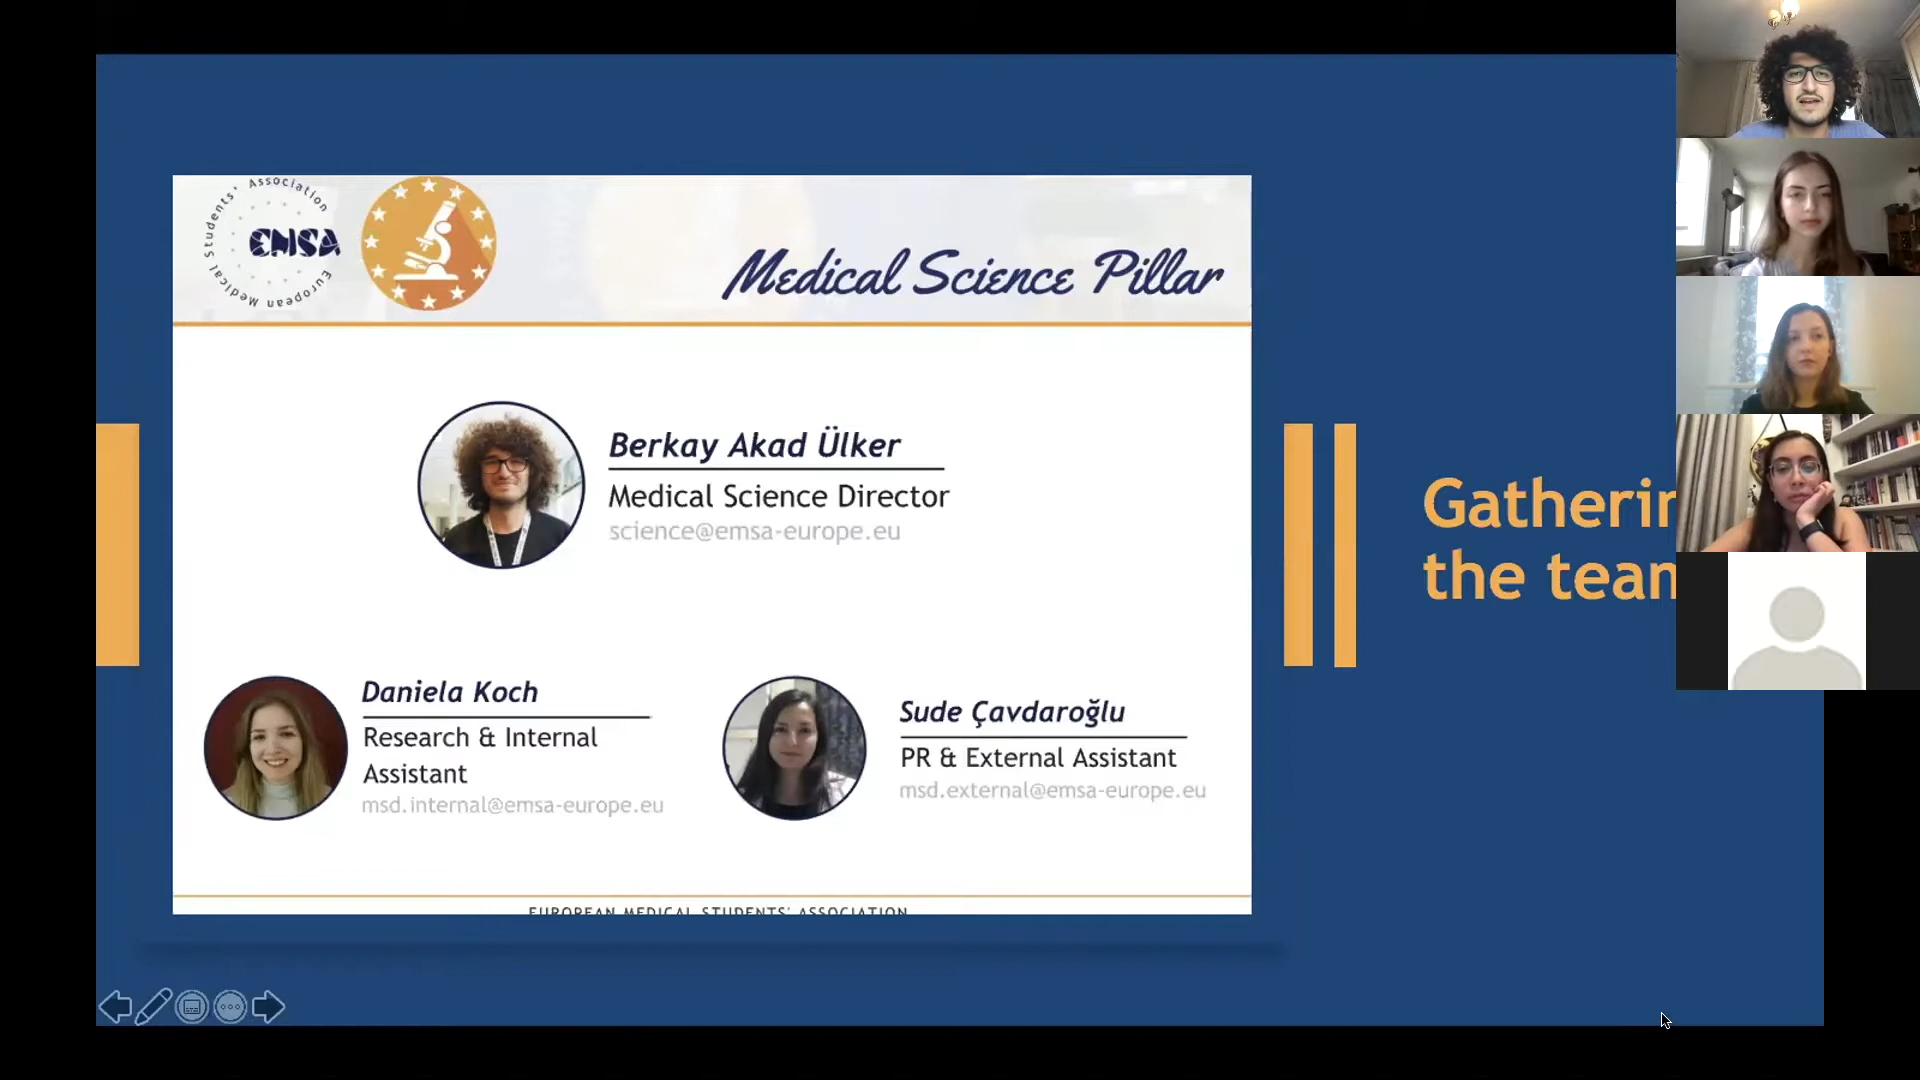 European Medical Students' Association
EMSA
Medical Science Pillar
Berkay Akad Ülker
Medical Science Director
science@emsa-europe.eu
Daniela Koch
Research & Internal
Assistant
msd.internal@emsa-europe.eu
Sude Çavdaroğlu
PR & External Assistant
msd.external@emsa-europe.eu
EUROPEAN MEDICAL STUDENTS' ASSOCIATION
Gatherin
the team